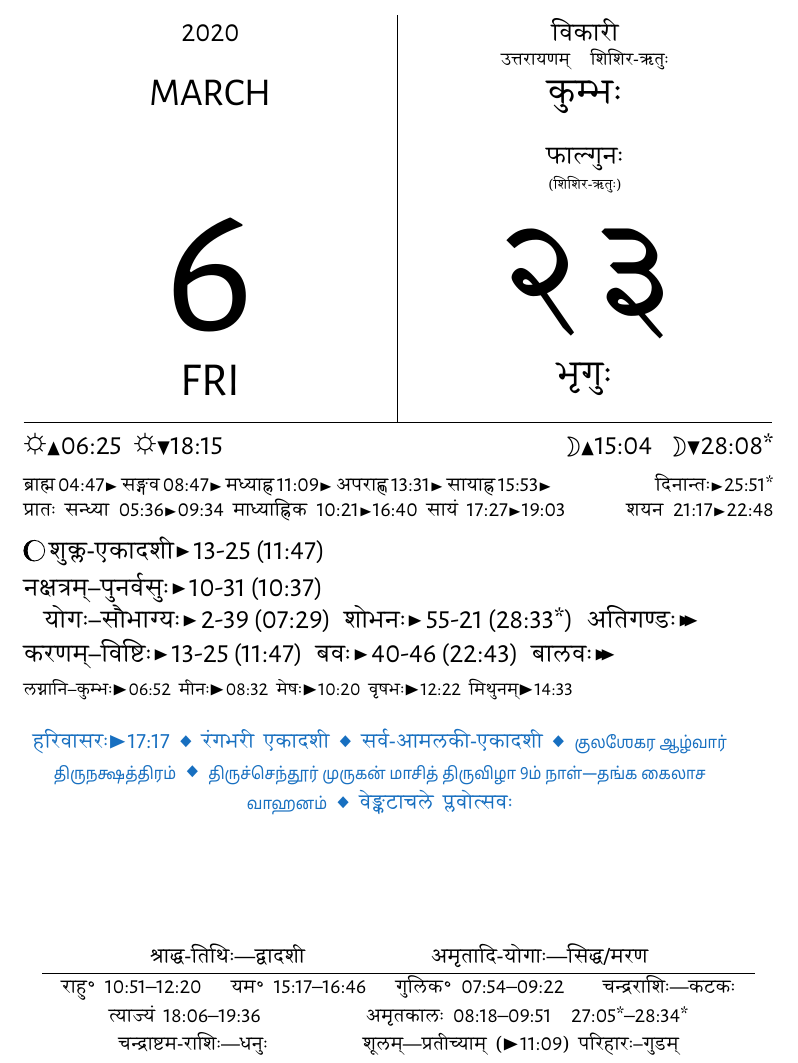 2020
MARCH
6
FRI
विकारी
उत्तरायणम् शिशिर-ऋतुः
कुम्भः
फाल्गुनः
(शिशिर-ऋतुः)
२३
भृगुः
☼▲06:25 ☼▼18:15 ☽▲15:04 ☽▼28:08*
ब्राह्म 04:47► सङ्गव 08:47► मध्याह्न 11:09► अपराह्ण 13:31► सायाह्न 15:53► दिनान्तः►25:51*
प्रातः सन्ध्या 05:36►09:34 माध्याह्निक 10:21►16:40 सायं 17:27►19:03 शयन 21:17►22:48
शुक्ल-एकादशी►13-25 (11:47)
नक्षत्रम्–पुनर्वसुः►10-31 (10:37)
योगः–सौभाग्यः►2-39 (07:29) शोभनः►55-21 (28:33*) अतिगण्डः►►
करणम्–विष्टिः►13-25 (11:47) बवः►40-46 (22:43) बालवः►►
लग्नानि–कुम्भः►06:52 मीनः►08:32 मेषः►10:20 वृषभः►12:22 मिथुनम्►14:33
हरिवासरः►17:17 ◆ रंगभरी एकादशी ◆ सर्व-आमलकी-एकादशी ◆ குலஶேகர ஆழ்வார்
திருநக்ஷத்திரம் ◆ திருச்செந்தூர் முருகன் மாசித் திருவிழா 9ம் நாள்—தங்க கைலாச
வாஹனம் ◆ वेङ्कटाचले प्लवोत्सवः
श्राद्ध-तिथिः—द्वादशी अमृतादि-योगाः—सिद्ध/मरण
राहु॰ 10:51–12:20 यम॰ 15:17–16:46 गुलिक॰ 07:54–09:22 चन्द्रराशिः—कटकः
त्याज्यं 18:06–19:36 अमृतकालः 08:18–09:51 27:05*–28:34*
चन्द्राष्टम-राशिः—धनुः शूलम्—प्रतीच्याम् (►11:09) परिहारः–गुडम्